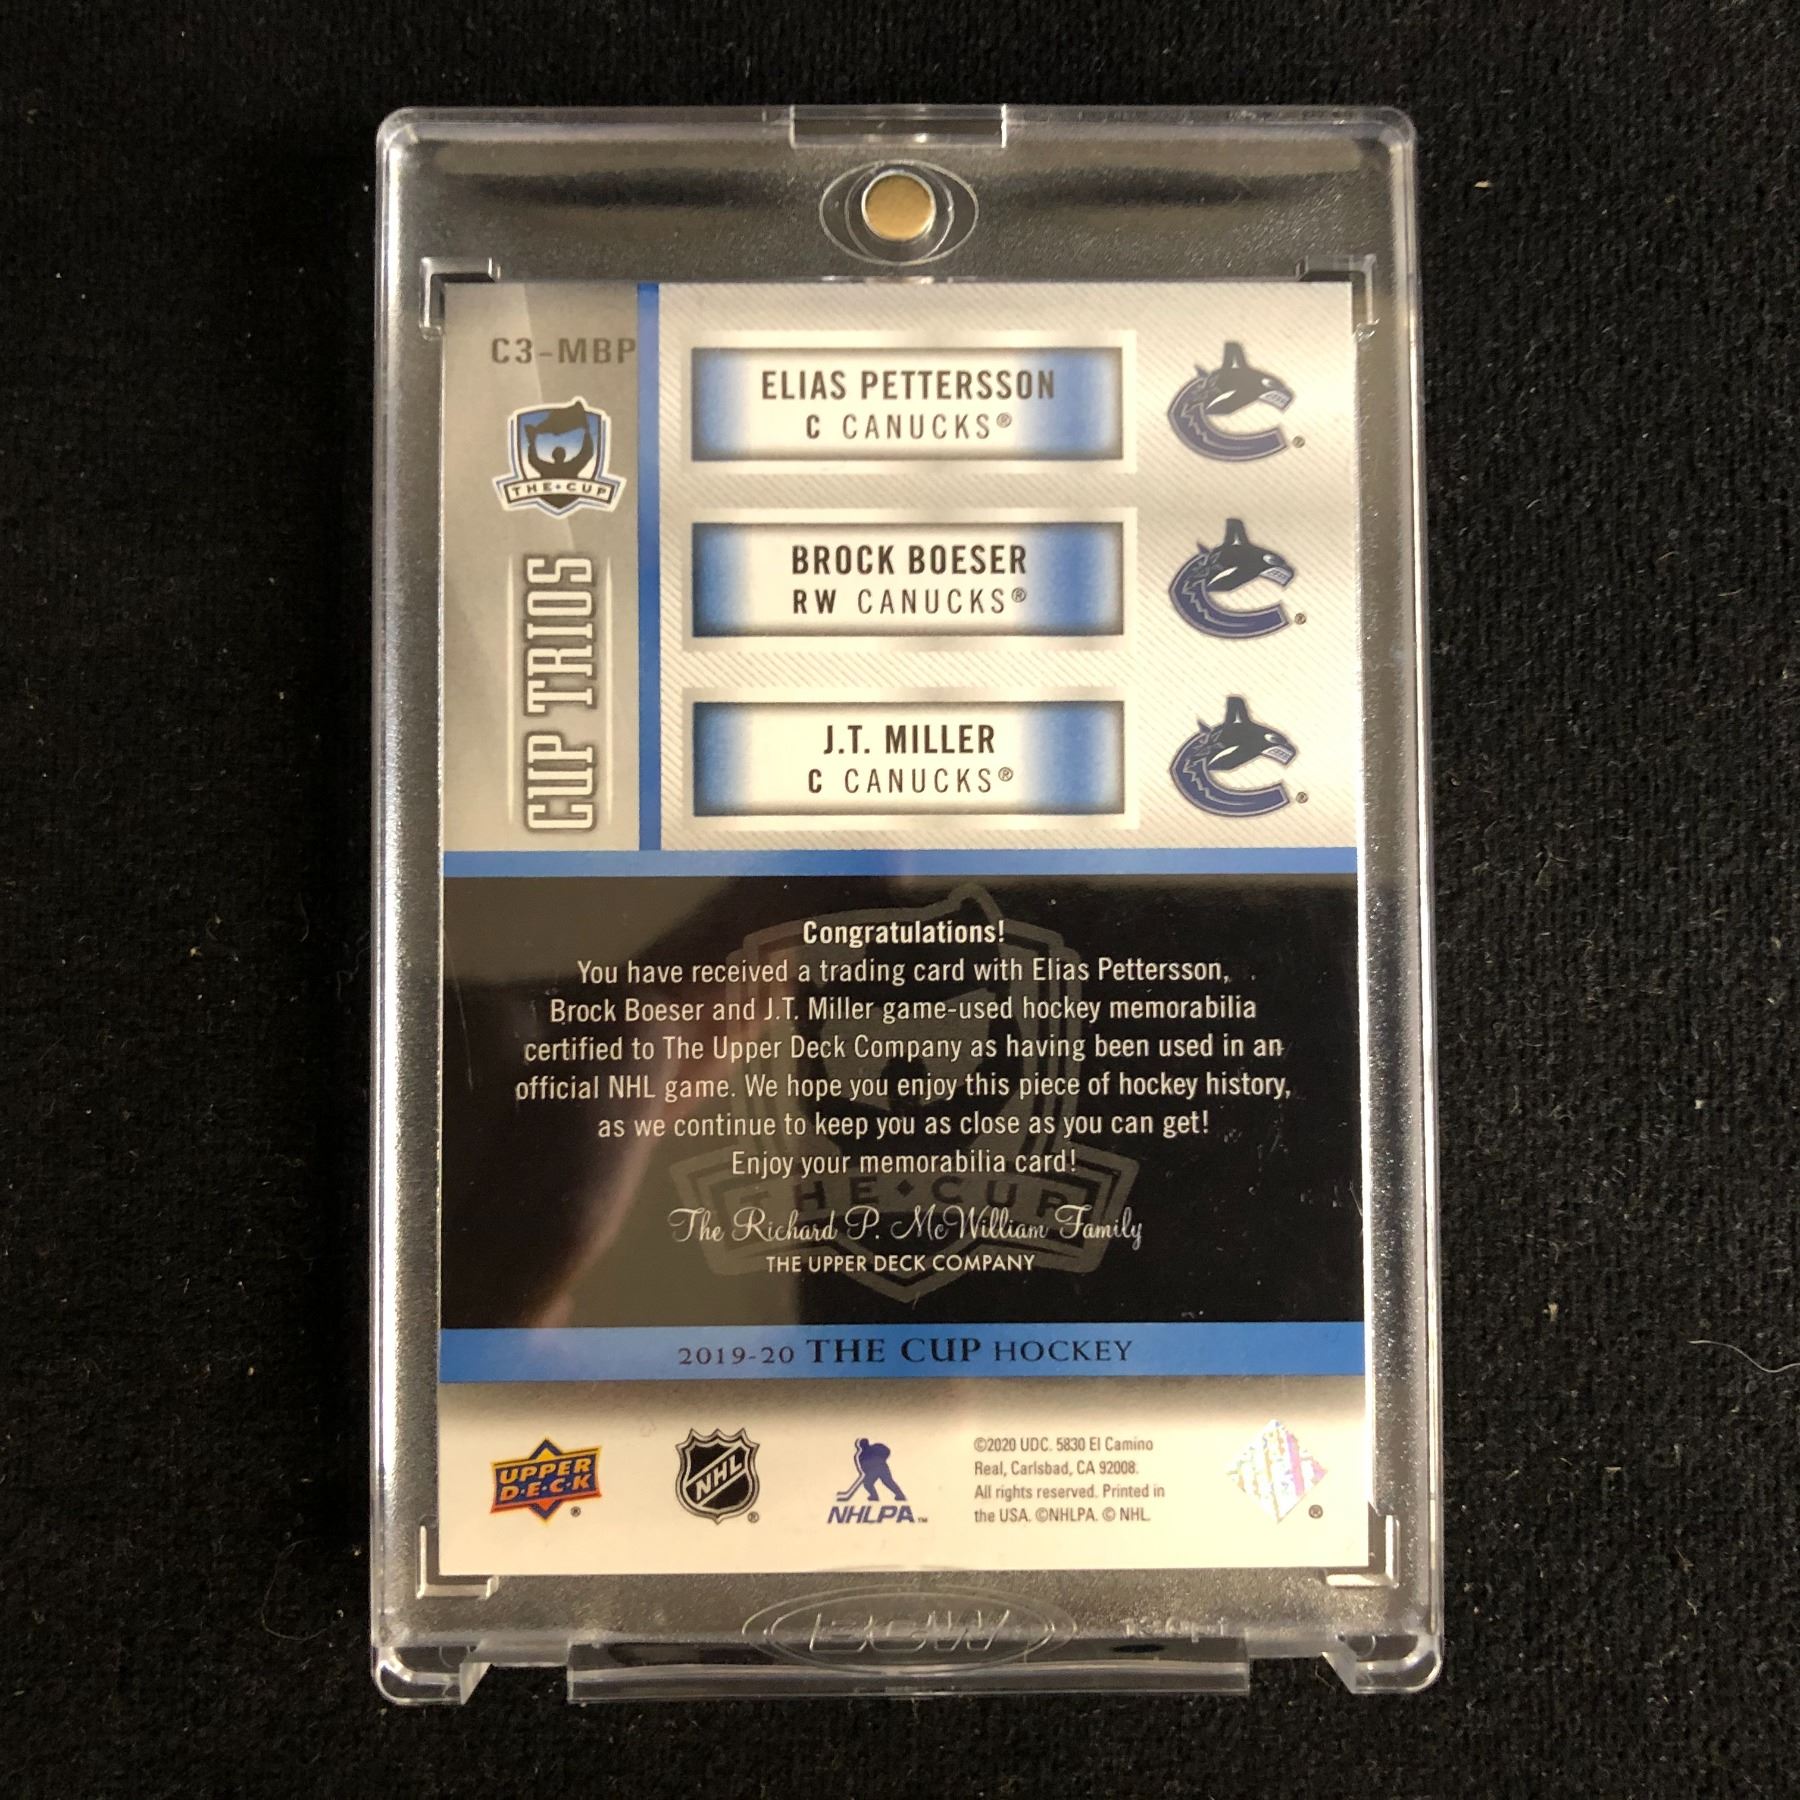 C3-MBP
THE CUP
CUP TRIOS
ELIAS PETTERSSON
C CANUCKS®
®
BROCK BOESER
RW CANUCKS®
®
J.T. MILLER
C CANUCKS®
®
Congratulations!
You have received a trading card with Elias Pettersson,
Brock Boeser and J.T. Miller game-used hockey memorabilia
certified to The Upper Deck Company as having been used in an
official NHL game. We hope you enjoy this piece of hockey history,
as we continue to keep you as close as you can get!
Enjoy your memorabilia card!
THE CUP
The Richard P. McWilliam Family
THE UPPER DECK COMPANY
2019-20 THE CUP HOCKEY
UPPER
D·E·C·K
®
NHL
®
NHLPA™
©2020 UDC. 5830 El Camino
Real, Carlsbad, CA 92008.
All rights reserved. Printed in
the USA. ©NHLPA. © NHL.
®
BCW